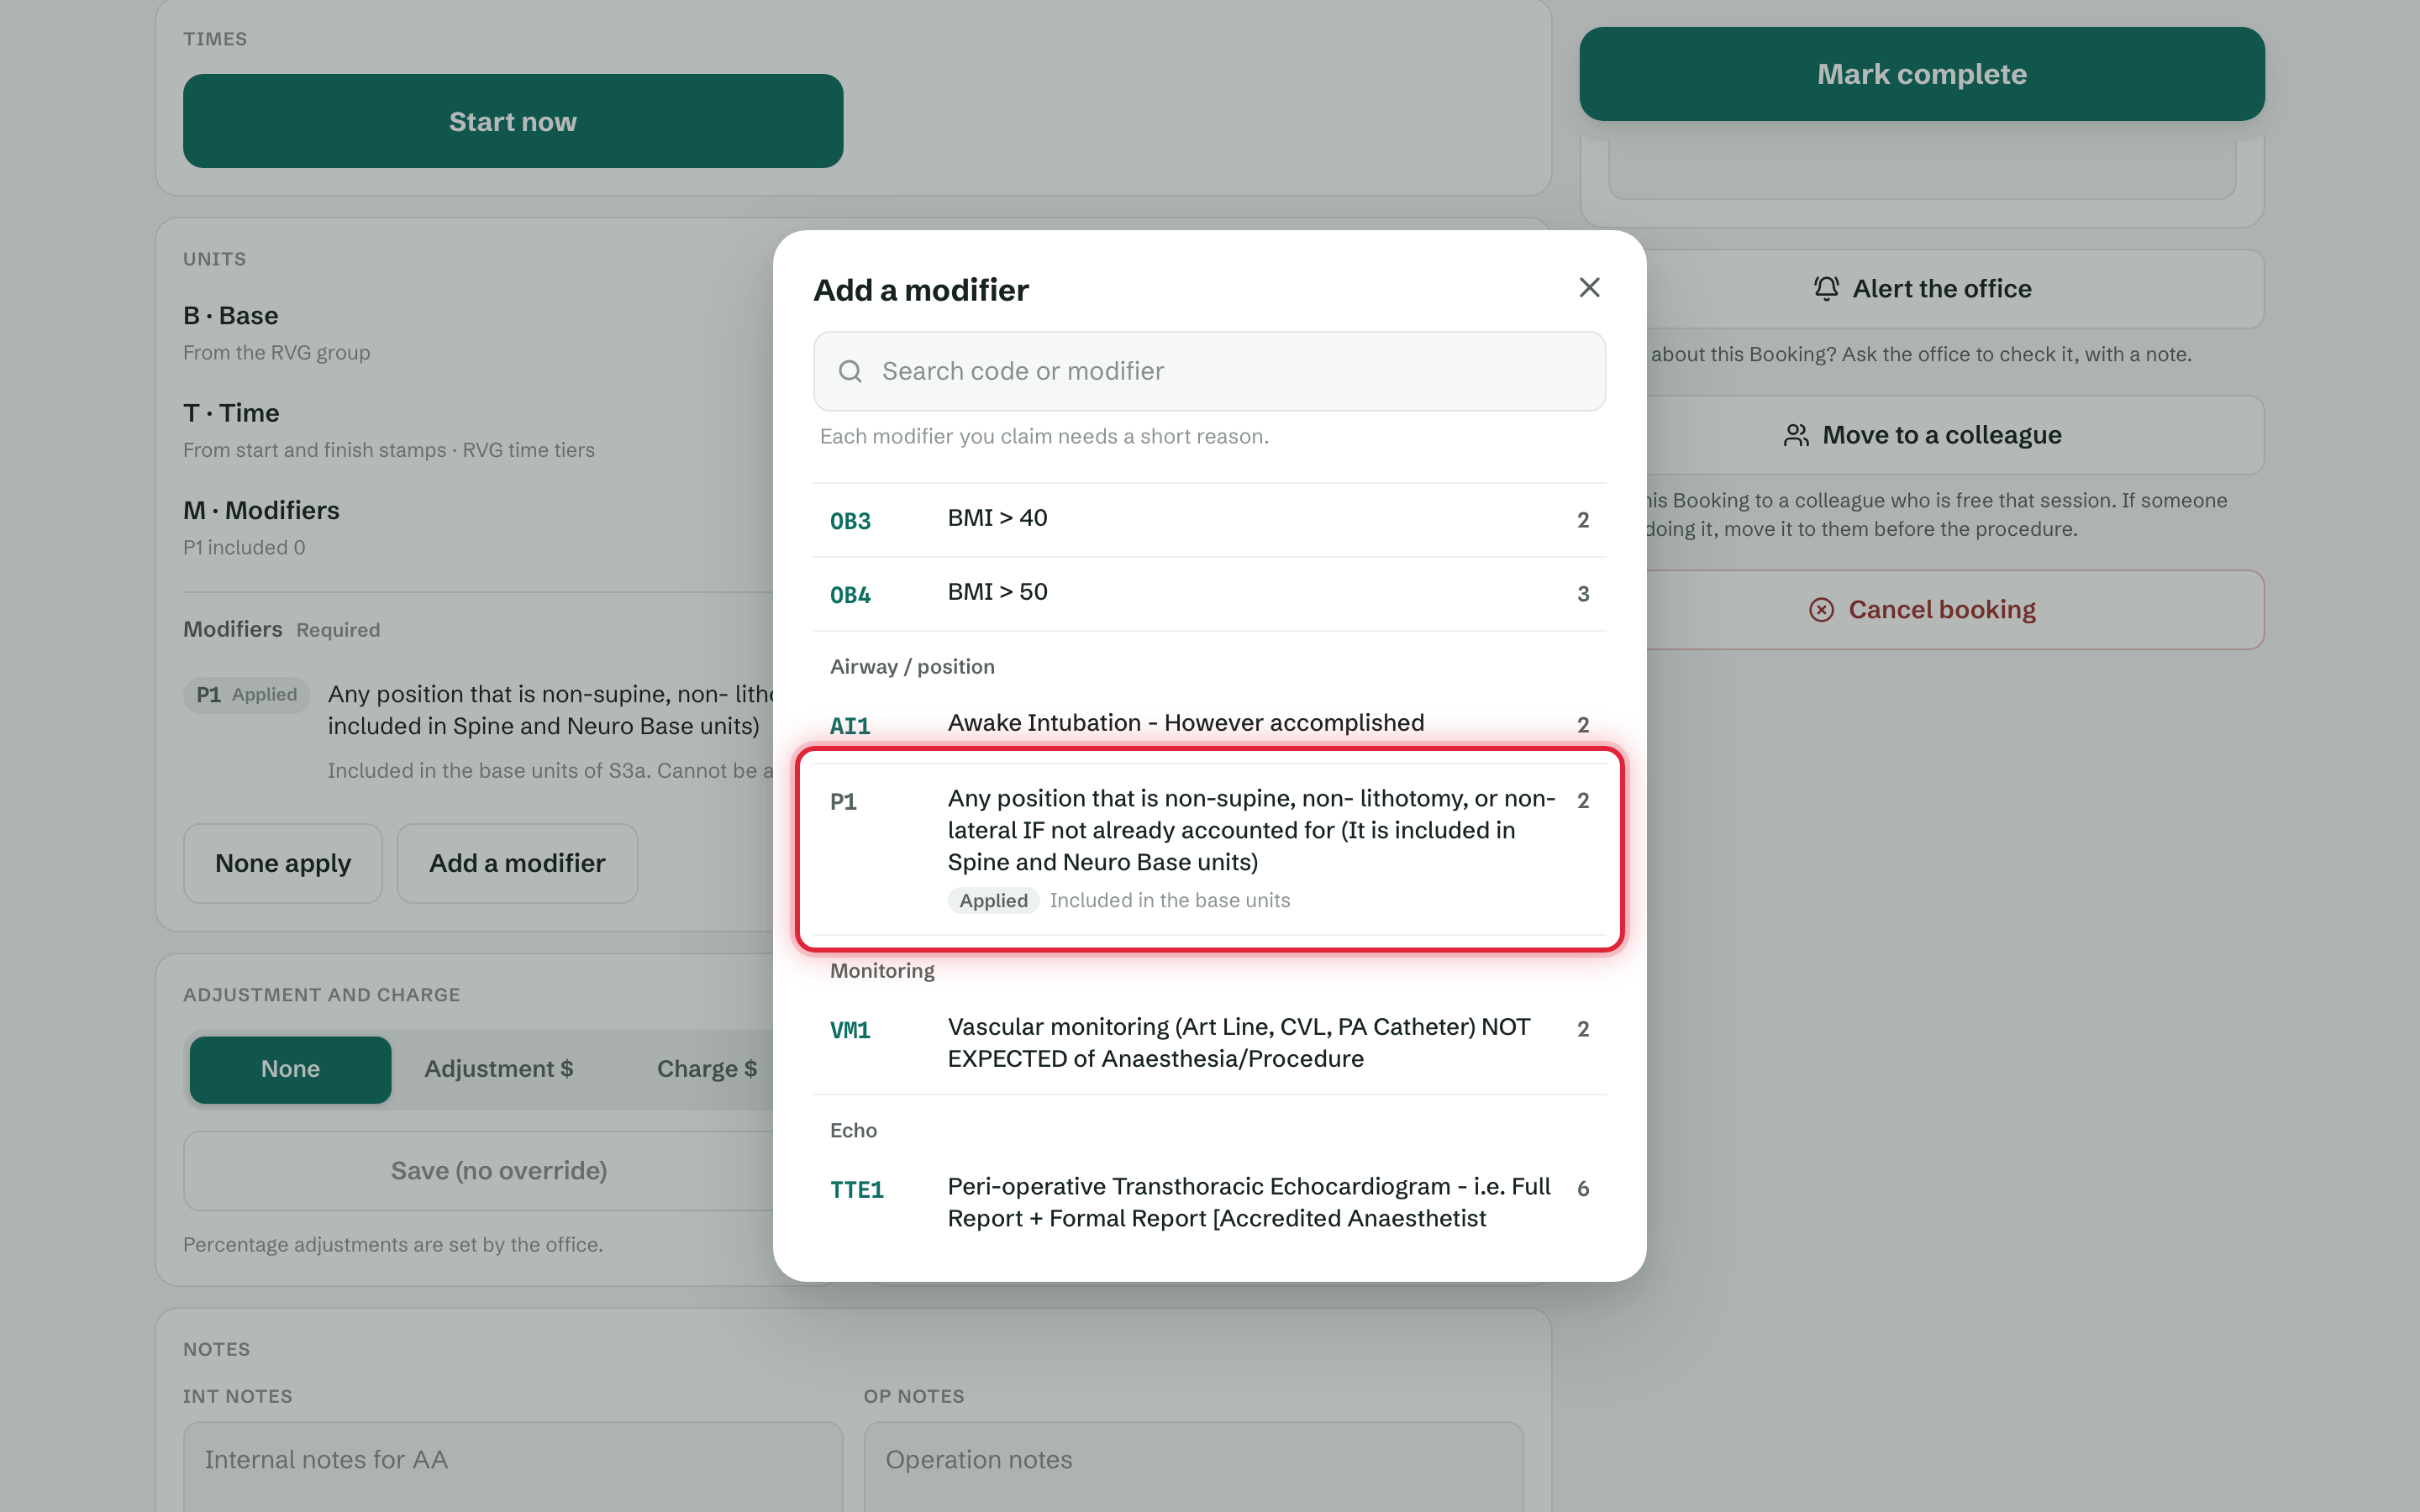 TIMES
Start now
Mark complete
UNITS
B · Base
From the RVG group
T · Time
From start and finish stamps · RVG time tiers
M · Modifiers
P1 included 0
Modifiers Required
P1 Applied Any position that is non-supine, non-
included in Spine and Neuro Base units)
Included in the base units of S3a. Cannot be
None apply
Add a modifier
ADJUSTMENT AND CHARGE
None
Adjustment $
Charge $
Save (no override)
Percentage adjustments are set by the office.
NOTES
INT NOTES
Internal notes for AA
OP NOTES
Operation notes
Add a modifier
Search code or modifier
Each modifier you claim needs a short reason.
OB3 BMI > 40 2
OB4 BMI > 50 3
Airway / position
AI1 Awake Intubation - However accomplished 2
P1 Any position that is non-supine, non- lithotomy, or non- 2
lateral IF not already accounted for (It is included in
Spine and Neuro Base units)
Applied Included in the base units
Monitoring
VM1 Vascular monitoring (Art Line, CVL, PA Catheter) NOT 2
EXPECTED of Anaesthesia/Procedure
Echo
TTE1 Peri-operative Transthoracic Echocardiogram - i.e. Full 6
Report + Formal Report [Accredited Anaesthetist
Alert the office
about this Booking? Ask the office to check it, with a note.
Move to a colleague
Booking to a colleague who is free that session. If someone
doing it, move it to them before the procedure.
Cancel booking